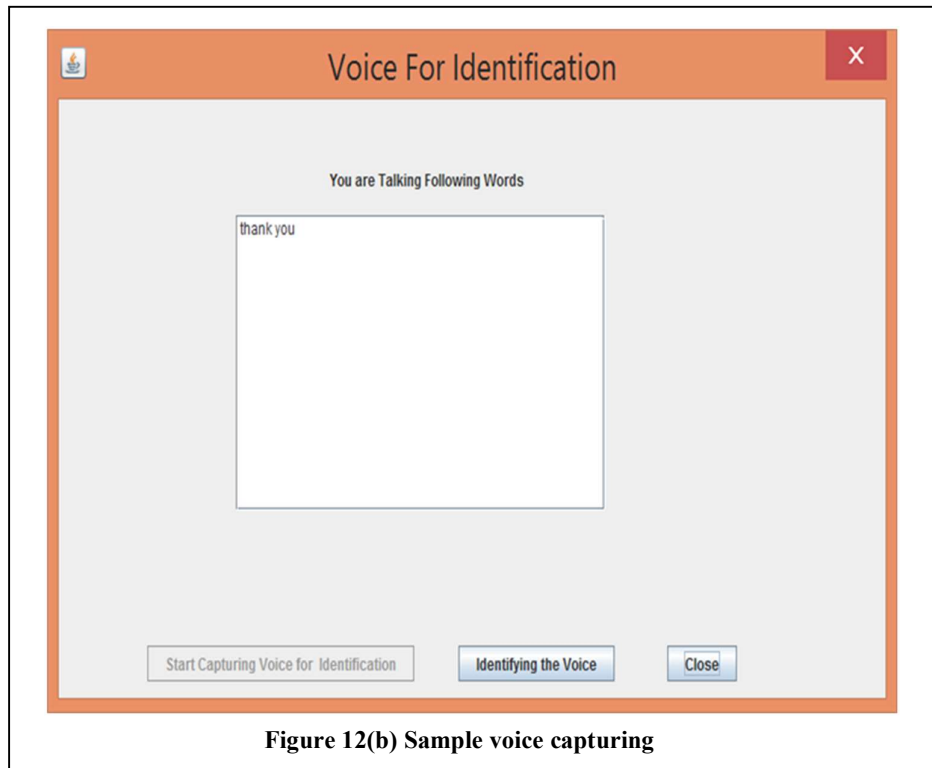 Voice For Identification
X
You are Talking Following Words
thank you
Start Capturing Voice for Identification
Identifying the Voice
Close
Figure 12(b) Sample voice capturing